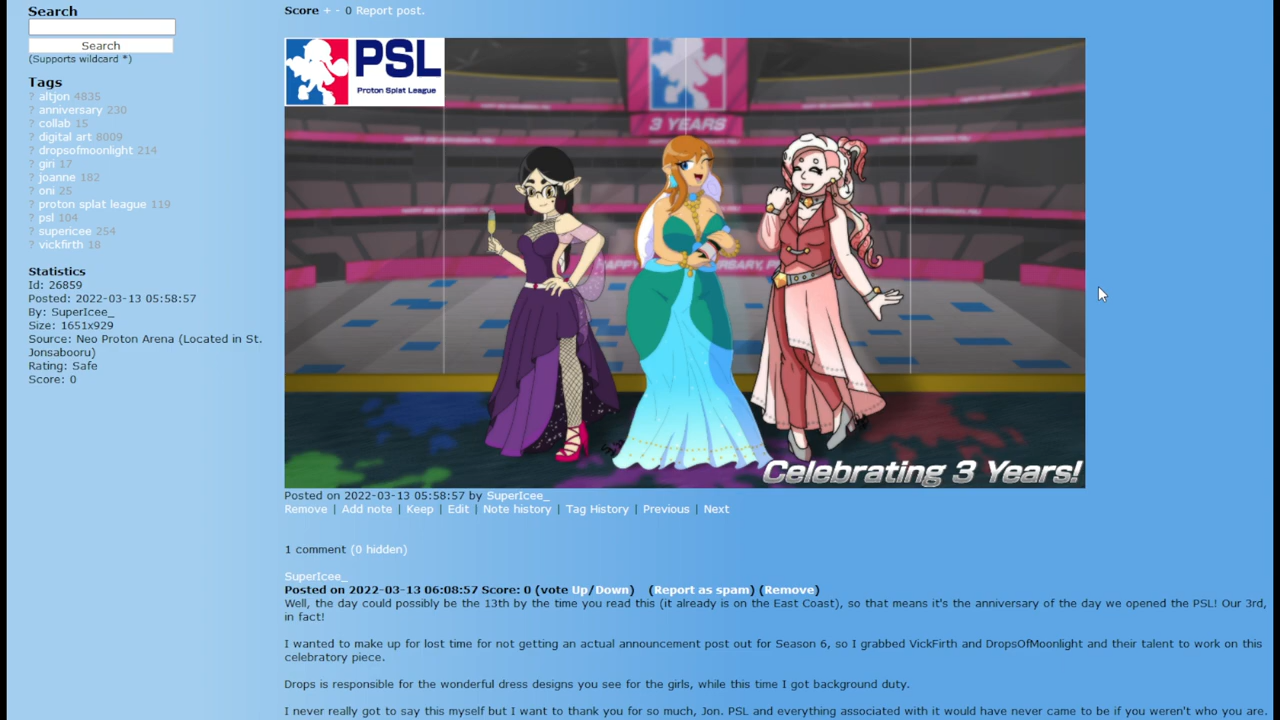 Search
Search
(Supports wildcard *)
Tags
? altjon 4835
? anniversary 230
? collab 15
? digital art 8009
? dropsofmoonlight 214
? giri 17
? joanne 182
? oni 25
? proton splat league 119
? psl 104
? supericee 254
? vickfirth 18
Statistics
Id: 26859
Posted: 2022-03-13 05:58:57
By: SuperIcee_
Size: 1651x929
Source: Neo Proton Arena (Located in St.
Jonsabooru)
Rating: Safe
Score: 0
Score + - 0 Report post.
PSL
Proton Splat League
3 YEARS
Celebrating 3 Years!
Posted on 2022-03-13 05:58:57 by SuperIcee_
Remove | Add note | Keep | Edit | Note history | Tag History | Previous | Next
1 comment (0 hidden)
SuperIcee_
Posted on 2022-03-13 06:08:57 Score: 0 (vote Up/Down) (Report as spam) (Remove)
Well, the day could possibly be the 13th by the time you read this (it already is on the East Coast), so that means it's the anniversary of the day we opened the PSL! Our 3rd,
in fact!
I wanted to make up for lost time for not getting an actual announcement post out for Season 6, so I grabbed VickFirth and DropsOfMoonlight and their talent to work on this
celebratory piece.
Drops is responsible for the wonderful dress designs you see for the girls, while this time I got background duty.
I never really got to say this myself but I want to thank you for so much, Jon. PSL and everything associated with it would have never came to be if you weren't who you are.